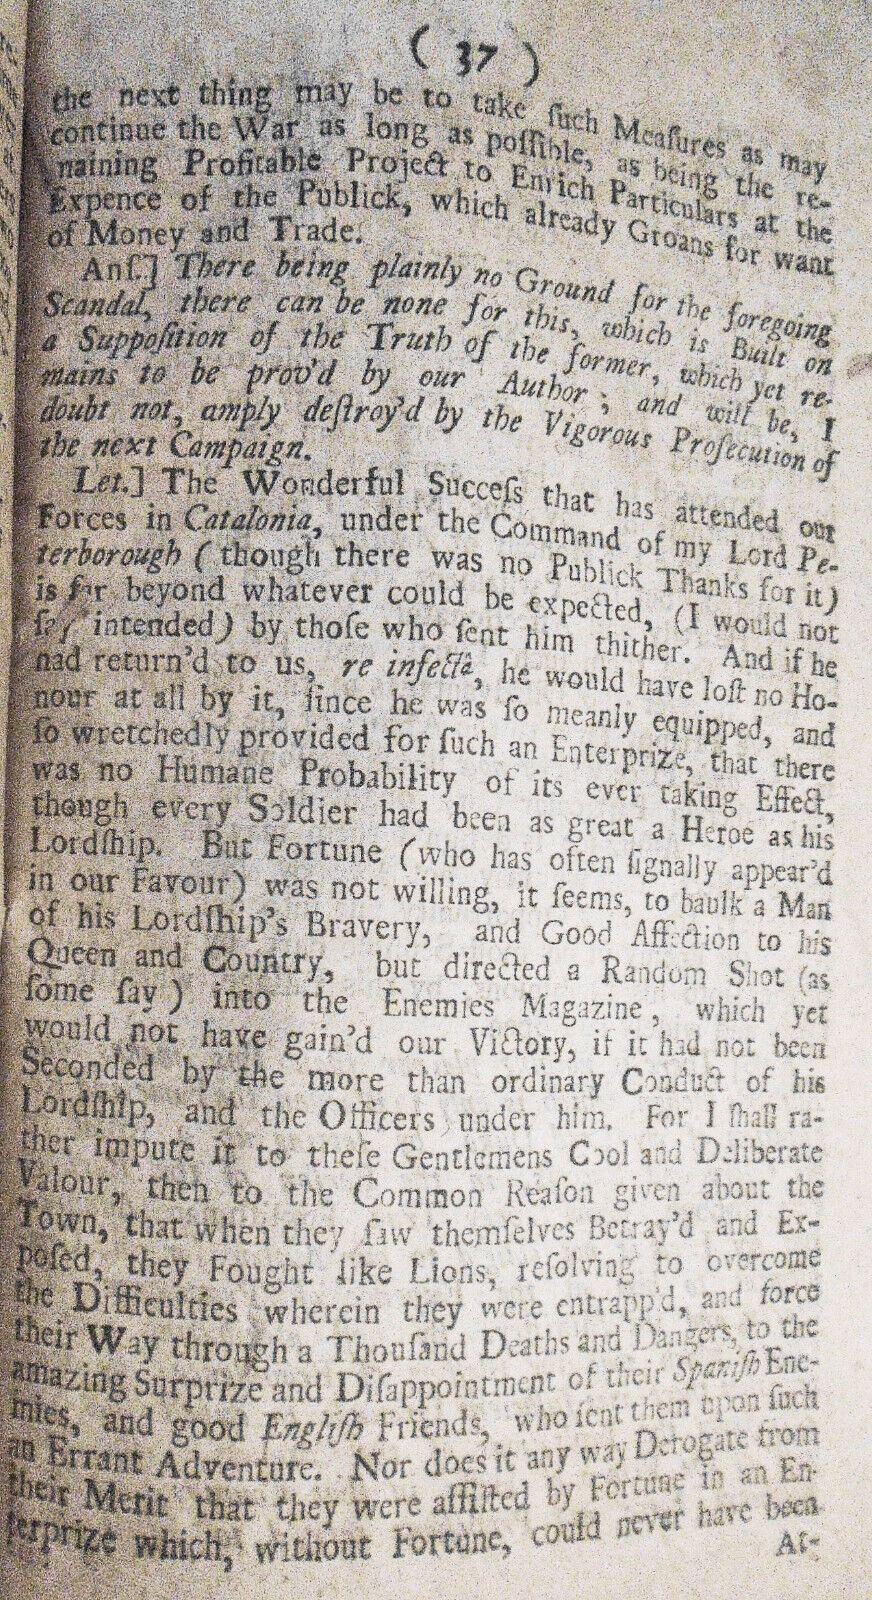 ( 37 )
the next thing may be to take ſuch Meaſures as may
continue the War as long as poſſible, as being the re-
maining Profitable Project to Enrich Particulars at the
Expence of the Publick, which already Groans for want
of Money and Trade.
Anſ.] There being plainly no Ground for the foregoing
Scandal, there can be none for this, which is Built on
a Suppoſition of the Truth of the former, which yet re-
mains to be prov'd by our Author; and will be, I
doubt not, amply deſtroy'd by the Vigorous Proſecution of
the next Campaign.
Let.] The Wonderful Succeſs that has attended our
Forces in Catalonia, under the Command of my Lord Pe-
terborough (though there was no Publick Thanks for it)
is far beyond whatever could be expected, (I would not
ſay intended) by thoſe who ſent him thither. And if he
had return'd to us, re infectâ, he would have loſt no Ho-
nour at all by it, ſince he was ſo meanly equipped, and
ſo wretchedly provided for ſuch an Enterprize, that there
was no Humane Probability of its ever taking Effect,
though every Soldier had been as great a Heroe as his
Lordſhip. But Fortune (who has often ſignally appear'd
in our Favour) was not willing, it ſeems, to baulk a Man
of his Lordſhip's Bravery, and Good Affection to his
Queen and Country, but directed a Random Shot (as
ſome ſay) into the Enemies Magazine, which yet
would not have gain'd our Victory, if it had not been
Seconded by the more than ordinary Conduct of his
Lordſhip, and the Officers under him. For I ſhall ra-
ther impute it to theſe Gentlemens Cool and Deliberate
Valour, then to the Common Reaſon given about the
Town, that when they ſaw themſelves Betray'd and Ex-
poſed, they Fought like Lions, reſolving to overcome
the Difficulties wherein they were entrapp'd, and force
their Way through a Thouſand Deaths and Dangers, to the
amazing Surprize and Diſappointment of their Spaniſh Ene-
mies, and good Engliſh Friends, who ſent them upon ſuch
an Errant Adventure. Nor does it any way Derogate from
their Merit that they were aſſiſted by Fortune in an En-
terprize which, without Fortune, could never have been
At-